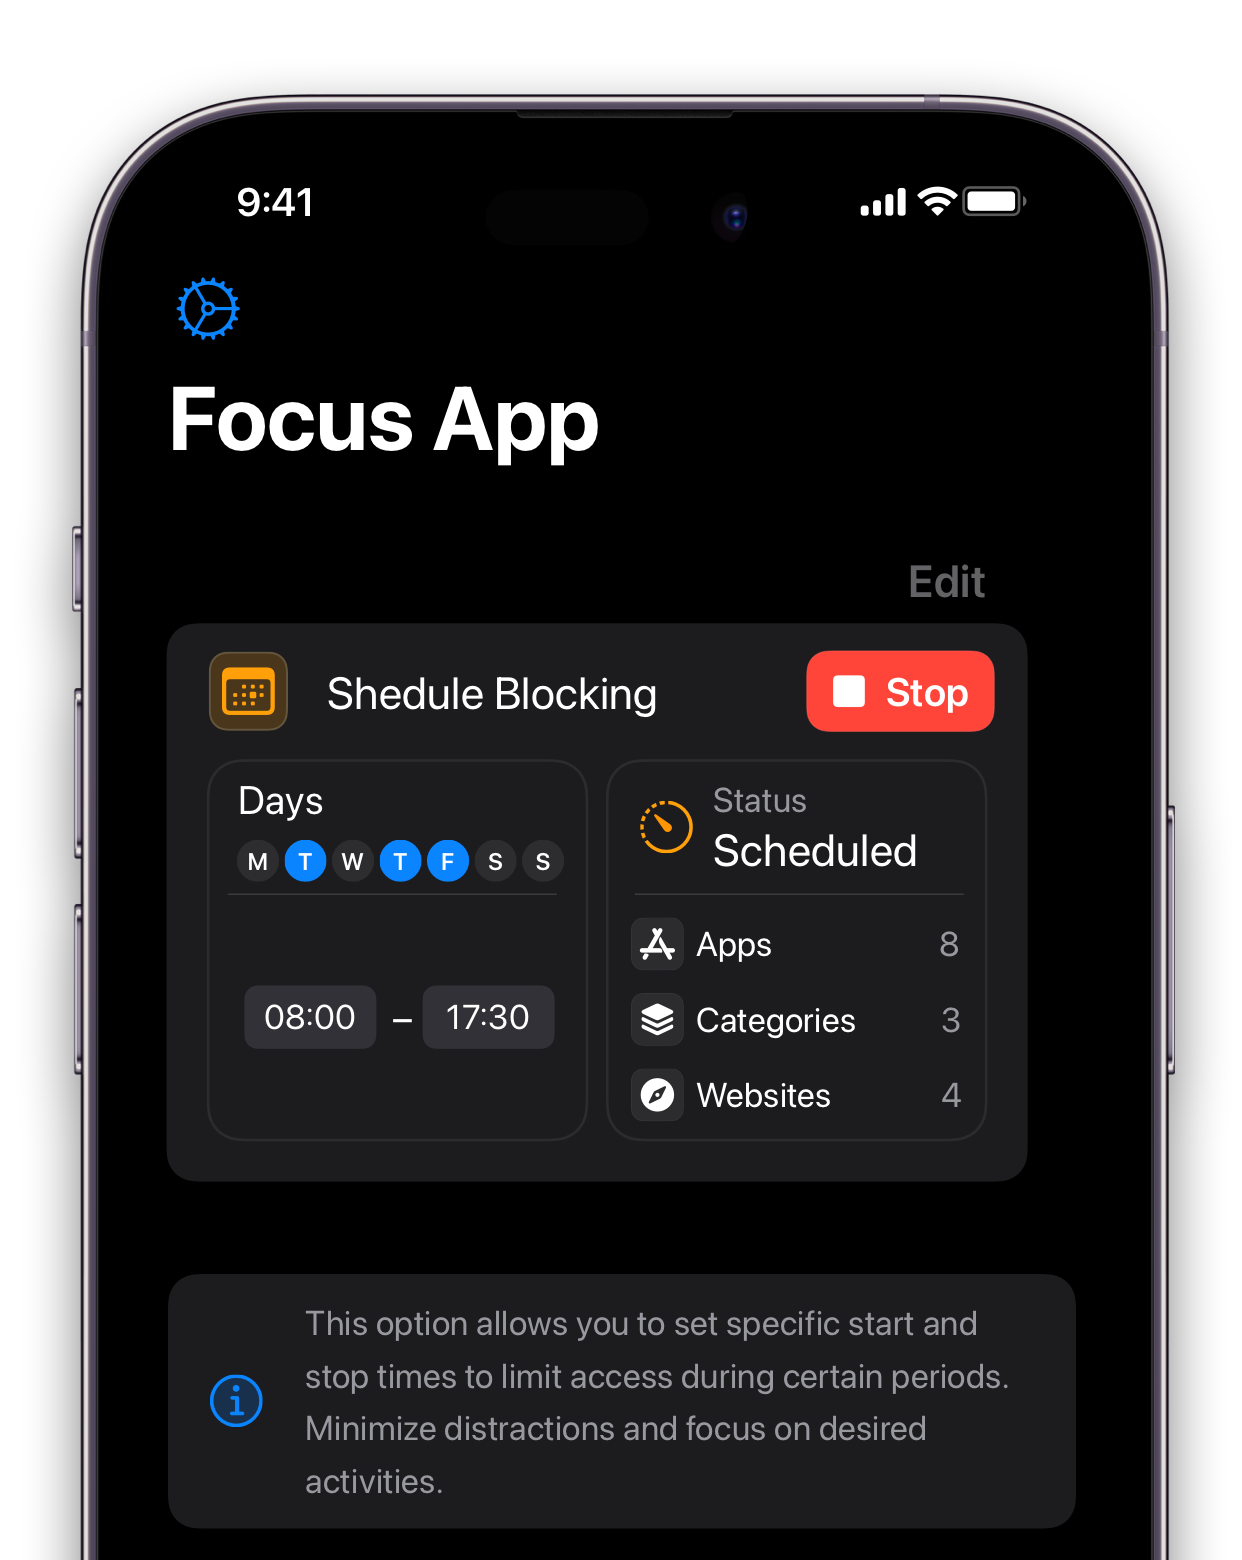 9:41
Focus App
Edit
Shedule Blocking
Stop
Days
M T W T F S S
08:00 – 17:30
Status
Scheduled
Apps 8
Categories 3
Websites 4
This option allows you to set specific start and
stop times to limit access during certain periods.
Minimize distractions and focus on desired
activities.